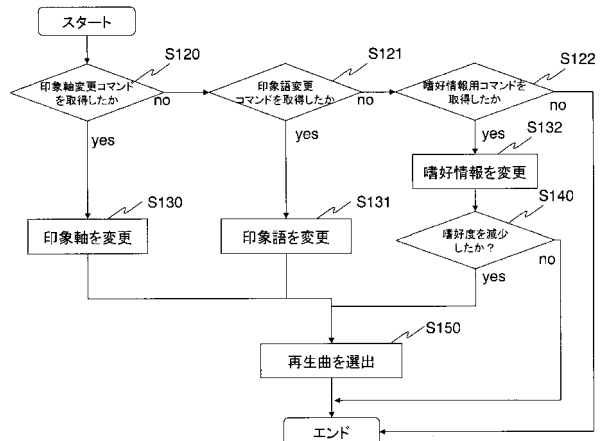 スタート
S120
印象軸変更コマンド
を取得したか
yes
no
S121
印象語変更
コマンドを取得したか
yes
no
S122
嗜好情報用コマンドを
取得したか
yes
no
S132
嗜好情報を変更
S130
印象軸を変更
S131
印象語を変更
S140
嗜好度を減少
したか？
yes
no
S150
再生曲を選出
エンド